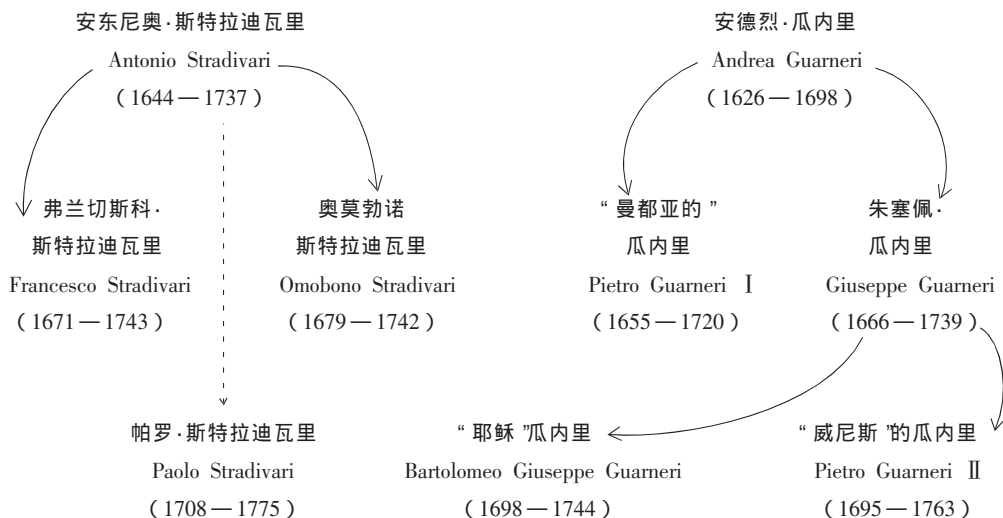 安东尼奥·斯特拉迪瓦里
Antonio Stradivari
(1644—1737)
安德烈·瓜内里
Andrea Guarneri
(1626—1698)
弗兰切斯科·
斯特拉迪瓦里
Francesco Stradivari
(1671—1743)
奥莫勃诺
斯特拉迪瓦里
Omobono Stradivari
(1679—1742)
“曼都亚的”
瓜内里
Pietro Guarneri Ⅰ
(1655—1720)
朱塞佩·
瓜内里
Giuseppe Guarneri
(1666—1739)
帕罗·斯特拉迪瓦里
Paolo Stradivari
(1708—1775)
“耶稣”瓜内里
Bartolomeo Giuseppe Guarneri
(1698—1744)
“威尼斯”的瓜内里
Pietro Guarneri Ⅱ
(1695—1763)